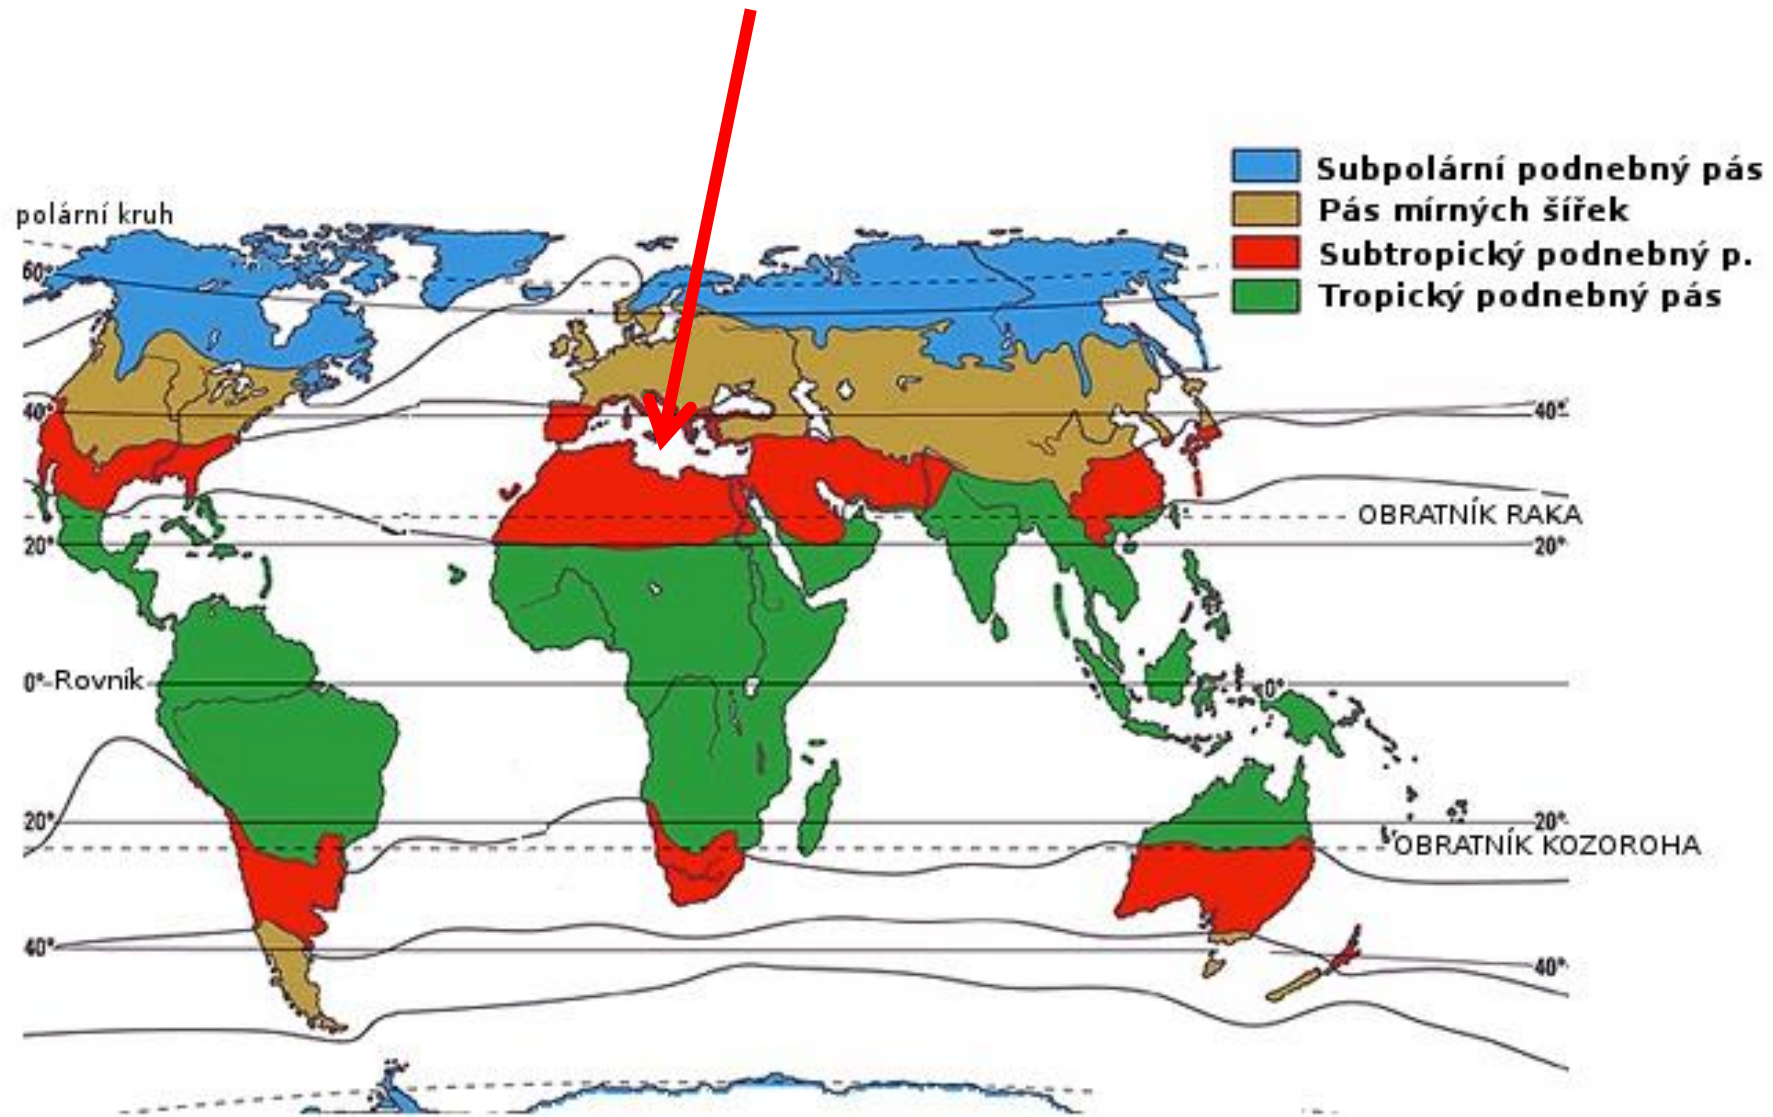 Subpolární podnebný pás
Pás mírných šířek
Subtropický podnebný p.
Tropický podnebný pás
polární kruh
60°
40°
40°
OBRATNÍK RAKA
20°
20°
0°
Rovník
0°
20°
20°
OBRATNÍK KOZOROHA
40°
40°